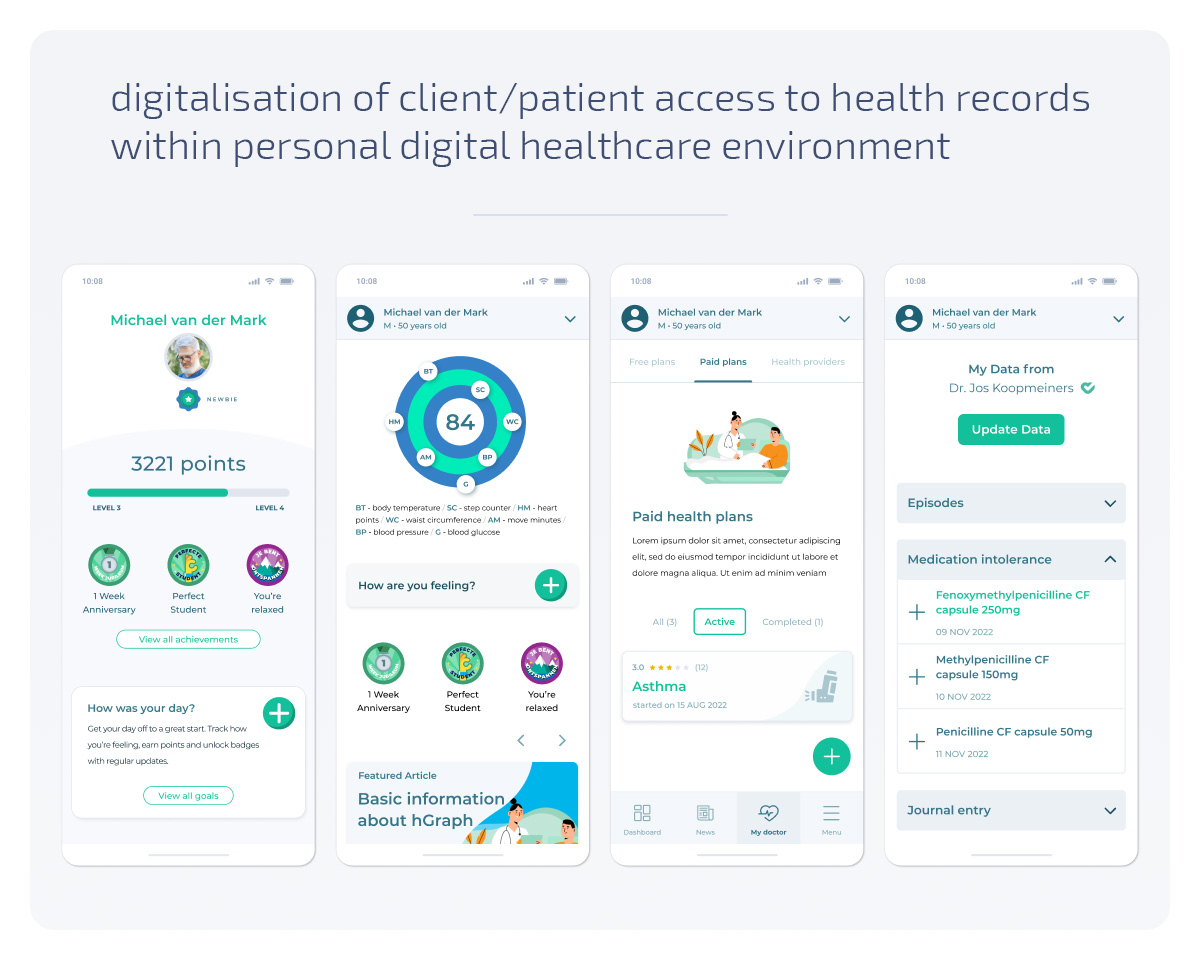 digitalisation of client/patient access to health records
within personal digital healthcare environment
10:08
Michael van der Mark
NEWBIE
3221 points
LEVEL 3
LEVEL 4
1
PERFECTE
STUDENT
JE BENT
1 Week
Anniversary
Perfect
Student
You're
relaxed
View all achievements
How was your day?
Get your day off to a great start. Track how
you're feeling, earn points and unlock badges
with regular updates.
View all goals
10:08
Michael van der Mark
M • 50 years old
BT
SC
HM
84
WC
AM
BP
G
BT - body temperature / SC - step counter / HM - heart
points / WC - waist circumference / AM - move minutes /
BP - blood pressure / G - blood glucose
How are you feeling?
1
PERFECTE
STUDENT
JE BENT
1 Week
Anniversary
Perfect
Student
You're
relaxed
Featured Article
Basic information
about hGraph
10:08
Michael van der Mark
M • 50 years old
Free plans
Paid plans
Health providers
Paid health plans
Lorem ipsum dolor sit amet, consectetur adipiscing
elit, sed do eiusmod tempor incididunt ut labore et
dolore magna aliqua. Ut enim ad minim veniam
All (3)
Active
Completed (1)
3.0
(12)
Asthma
started on 15 AUG 2022
Dashboard
News
My doctor
Menu
10:08
Michael van der Mark
M • 50 years old
My Data from
Dr. Jos Koopmeiners
Update Data
Episodes
Medication intolerance
Fenoxymethylpenicilline CF
capsule 250mg
09 NOV 2022
Methylpenicilline CF
capsule 150mg
10 NOV 2022
Penicilline CF capsule 50mg
11 NOV 2022
Journal entry